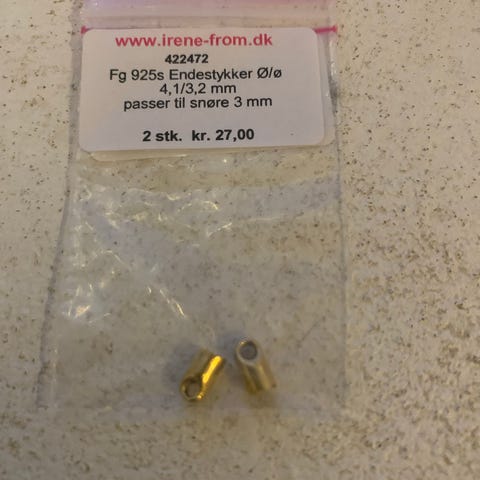 www.irene-from.dk
422472
Fg 925s Endestykker Ø/ø
4,1/3,2 mm
passer til snøre 3 mm
2 stk. kr. 27,00